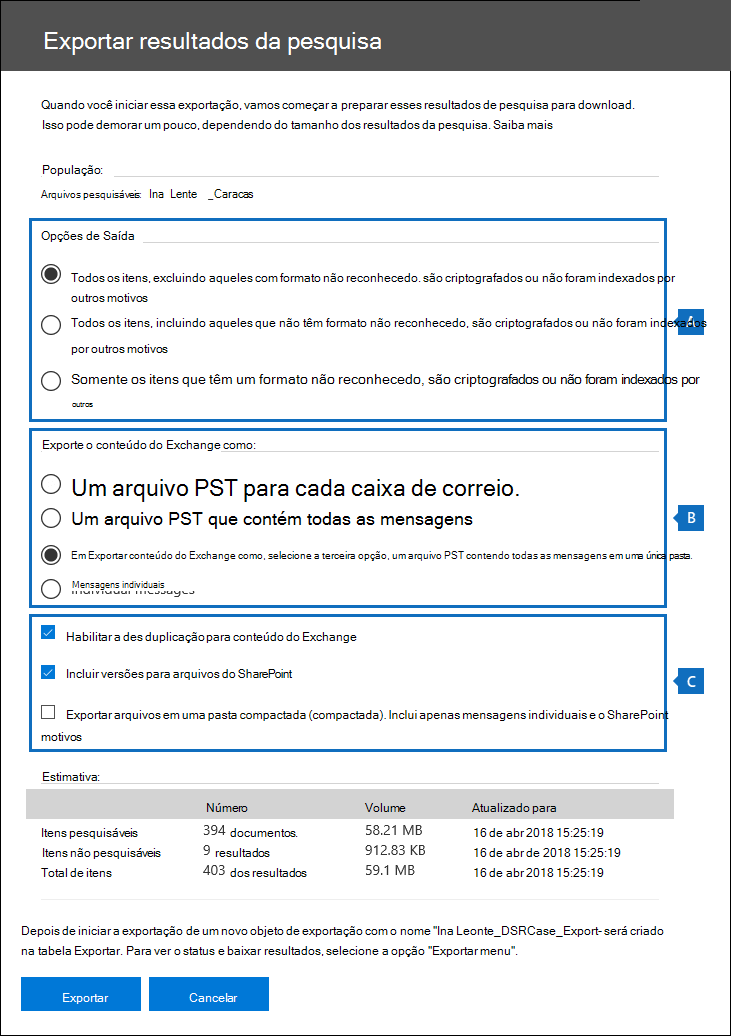 Exportar resultados da pesquisa
Quando você iniciar essa exportação, vamos começar a preparar esses resultados de pesquisa para download.
Isso pode demorar um pouco, dependendo do tamanho dos resultados da pesquisa. Saiba mais
População:
Arquivos pesquisáveis: Ina Lente _Caracas
Opções de Saída
Todos os itens, excluindo aqueles com formato não reconhecedo. são criptografados ou não foram indexados por
outros motivos
Todos os itens, incluindo aqueles que não têm formato não reconhecedo, são criptografados ou não foram indexados
por outros motivos
A
Somente os itens que têm um formato não reconhecedo, são criptografados ou não foram indexados por
outros
Exporte o conteúdo do Exchange como:
Um arquivo PST para cada caixa de correio.
Um arquivo PST que contém todas as mensagens
B
Em Exportar conteúdo do Exchange como, selecione a terceira opção, um arquivo PST contendo todas as mensagens em uma única pasta.
Mensagens individuais
Individual messages
Habilitar a des duplicação para conteúdo do Exchange
Incluir versões para arquivos do SharePoint
C
Exportar arquivos em uma pasta compactada (compactada). Inclui apenas mensagens individuais e o SharePoint
motivos
Estimativa:
Número Volume Atualizado para
Itens pesquisáveis 394 documentos. 58.21 MB 16 de abr 2018 15:25:19
Itens não pesquisáveis 9 resultados 912.83 KB 16 de abr de 2018 15:25:19
Total de itens 403 dos resultados 59.1 MB 16 de abr 2018 15:25:19
Depois de iniciar a exportação de um novo objeto de exportação com o nome "Ina Leonte_DSRCase_Export- será criado
na tabela Exportar. Para ver o status e baixar resultados, selecione a opção "Exportar menu".
Exportar Cancelar